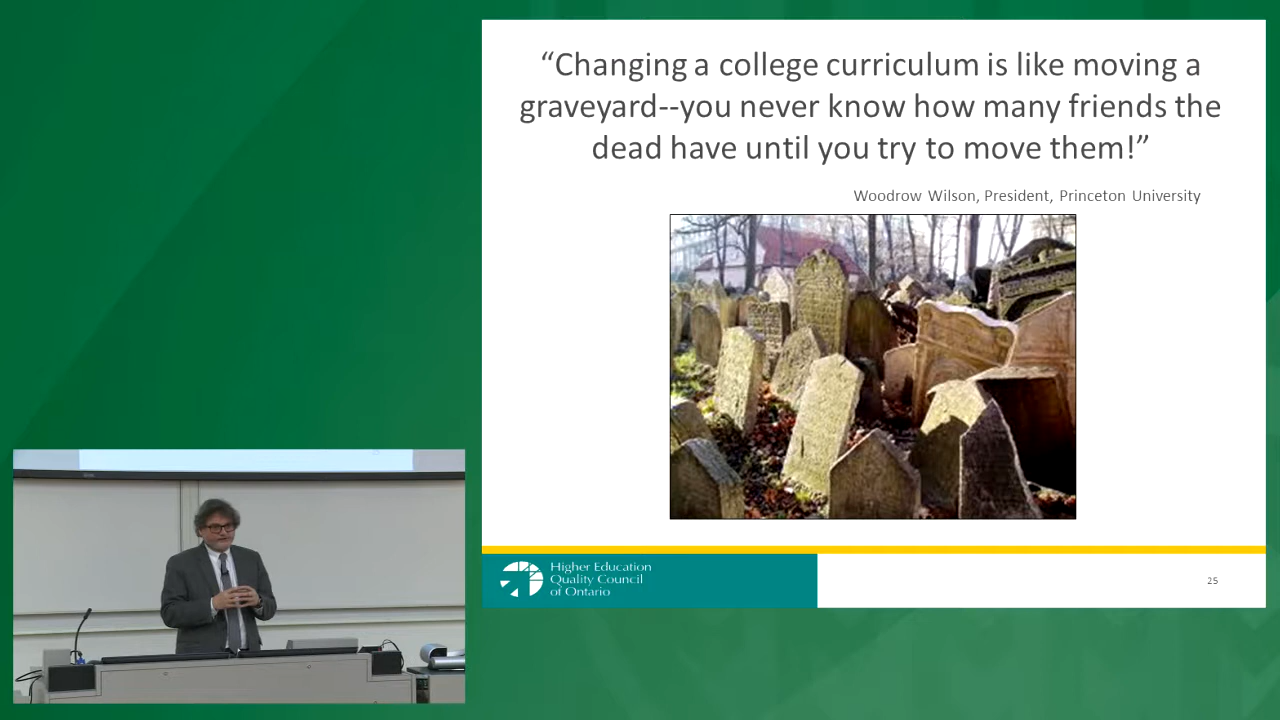 “Changing a college curriculum is like moving a
graveyard--you never know how many friends the
dead have until you try to move them!”
Woodrow Wilson, President, Princeton University
Higher Education
Quality Council
of Ontario
25